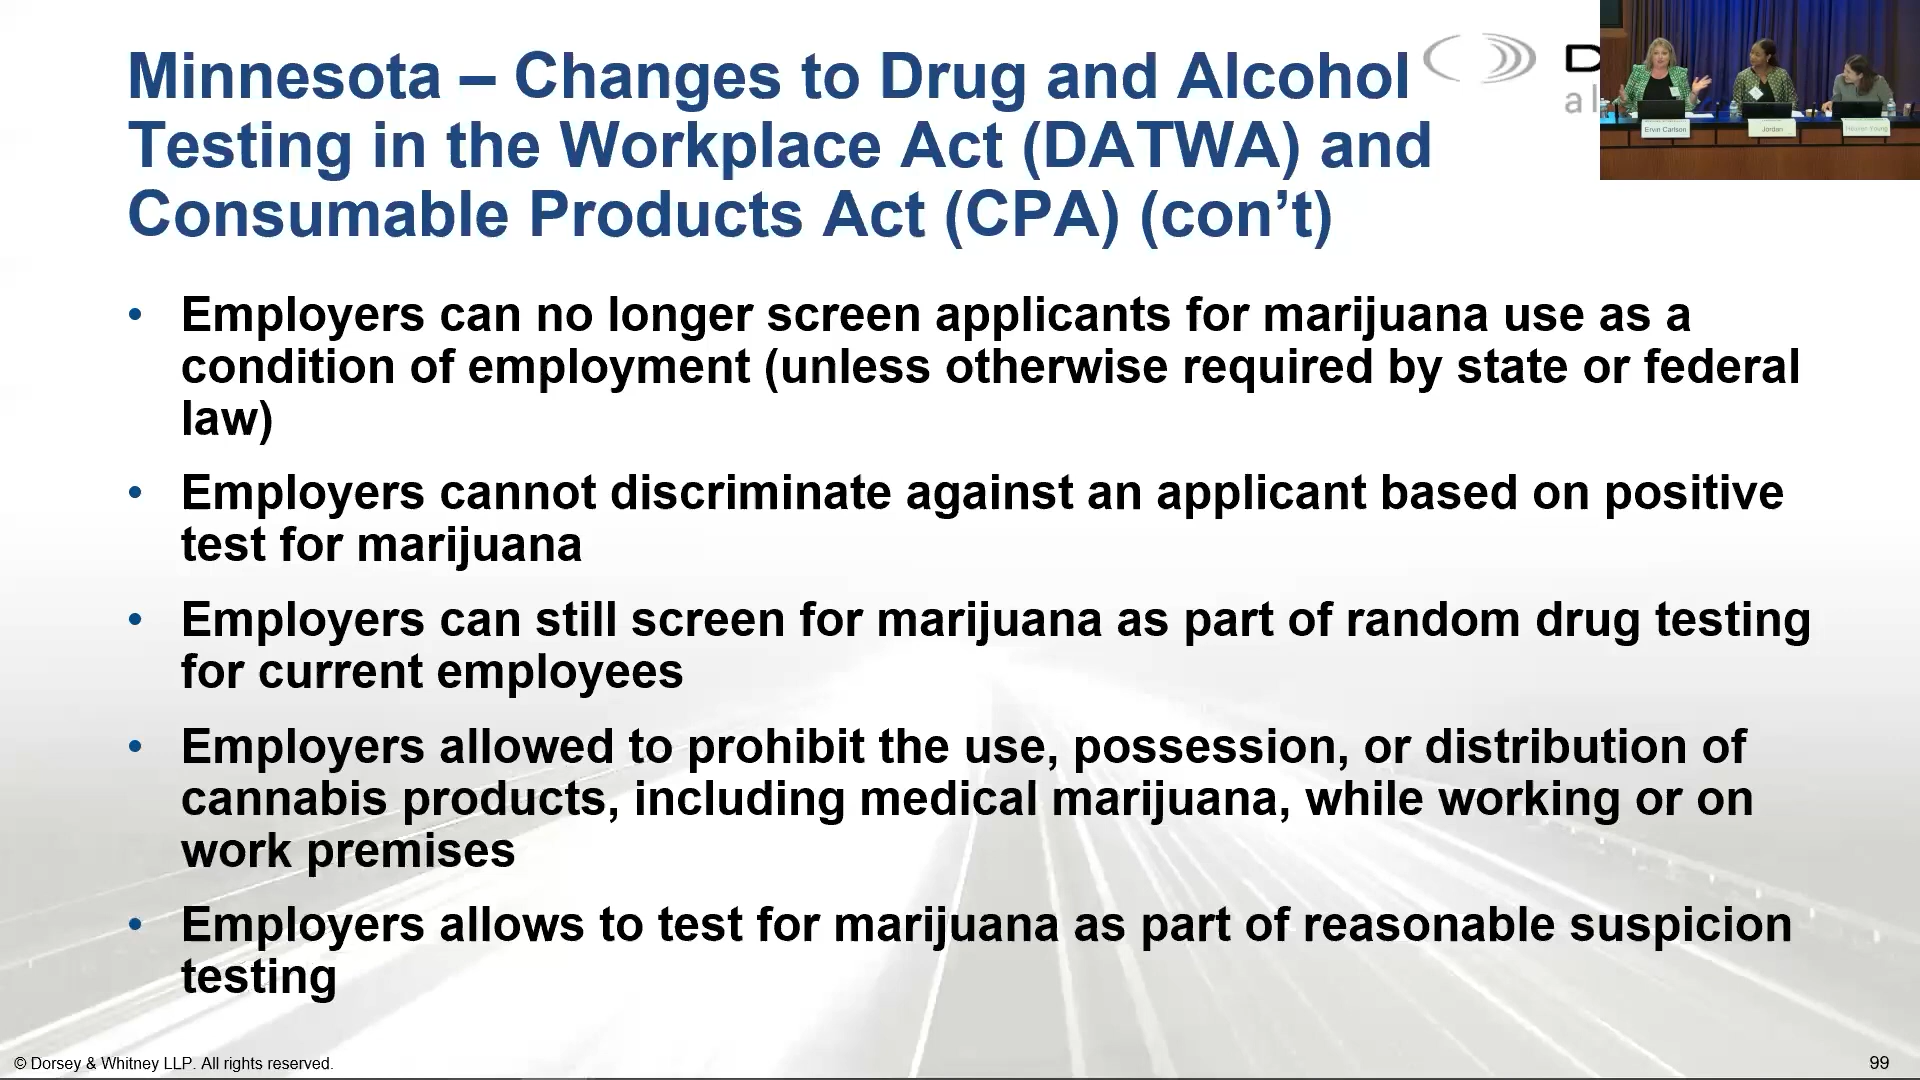 Minnesota – Changes to Drug and Alcohol
Testing in the Workplace Act (DATWA) and
Consumable Products Act (CPA) (con’t)
Ervin Carlson
Jordan
• Employers can no longer screen applicants for marijuana use as a
condition of employment (unless otherwise required by state or federal
law)
• Employers cannot discriminate against an applicant based on positive
test for marijuana
• Employers can still screen for marijuana as part of random drug testing
for current employees
• Employers allowed to prohibit the use, possession, or distribution of
cannabis products, including medical marijuana, while working or on
work premises
• Employers allows to test for marijuana as part of reasonable suspicion
testing
© Dorsey & Whitney LLP. All rights reserved.
99